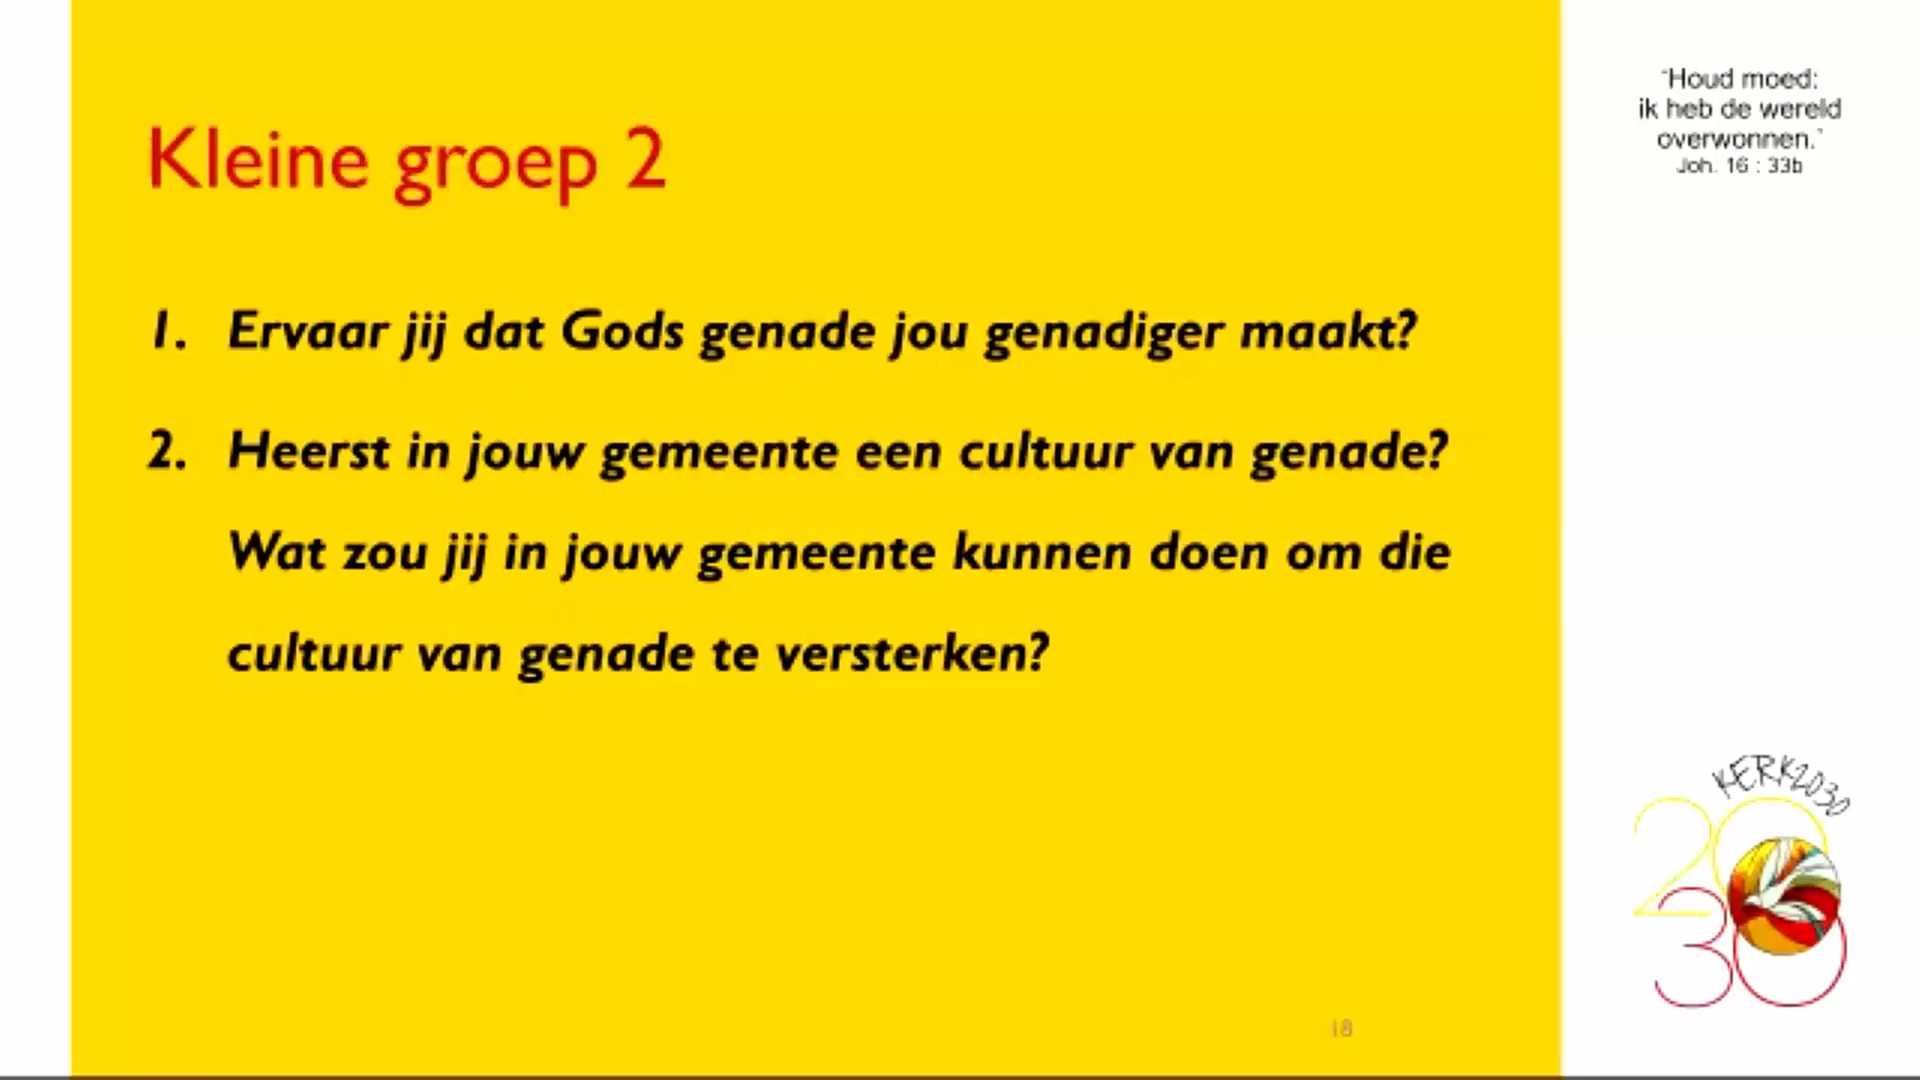 Kleine groep 2
1. Ervaar jij dat Gods genade jou genadiger maakt?
2. Heerst in jouw gemeente een cultuur van genade?
Wat zou jij in jouw gemeente kunnen doen om die
cultuur van genade te versterken?
18
'Houd moed:
ik heb de wereld
overwonnen.'
Joh. 16 : 33b
KERK2030
20
30